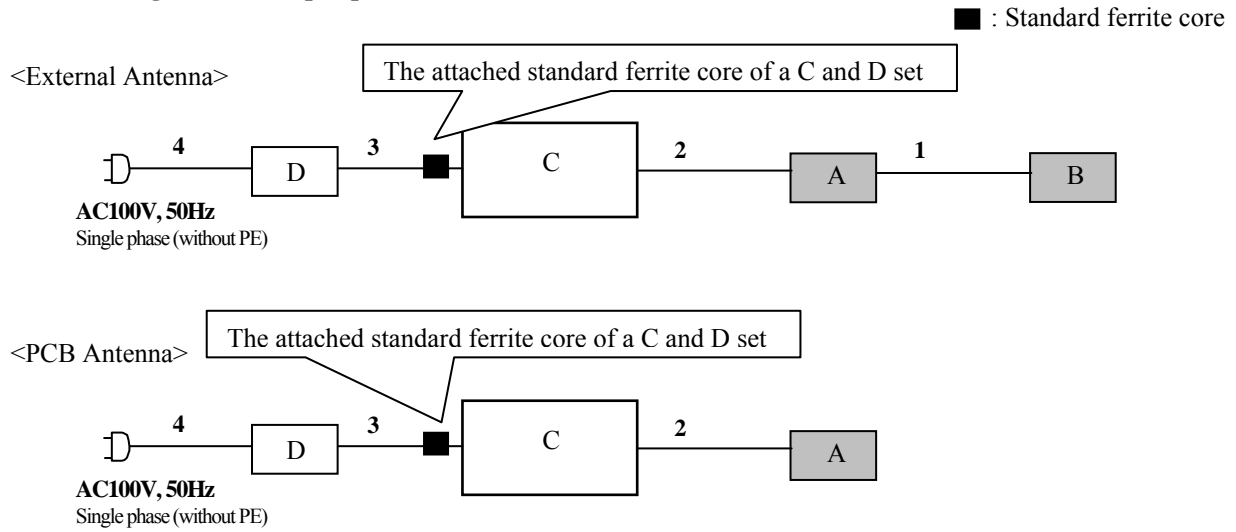 : Standard ferrite core
<External Antenna>
The attached standard ferrite core of a C and D set
4
D
3
C
2
A
1
B
AC100V, 50Hz
Single phase (without PE)
<PCB Antenna>
The attached standard ferrite core of a C and D set
4
D
3
C
2
A
AC100V, 50Hz
Single phase (without PE)